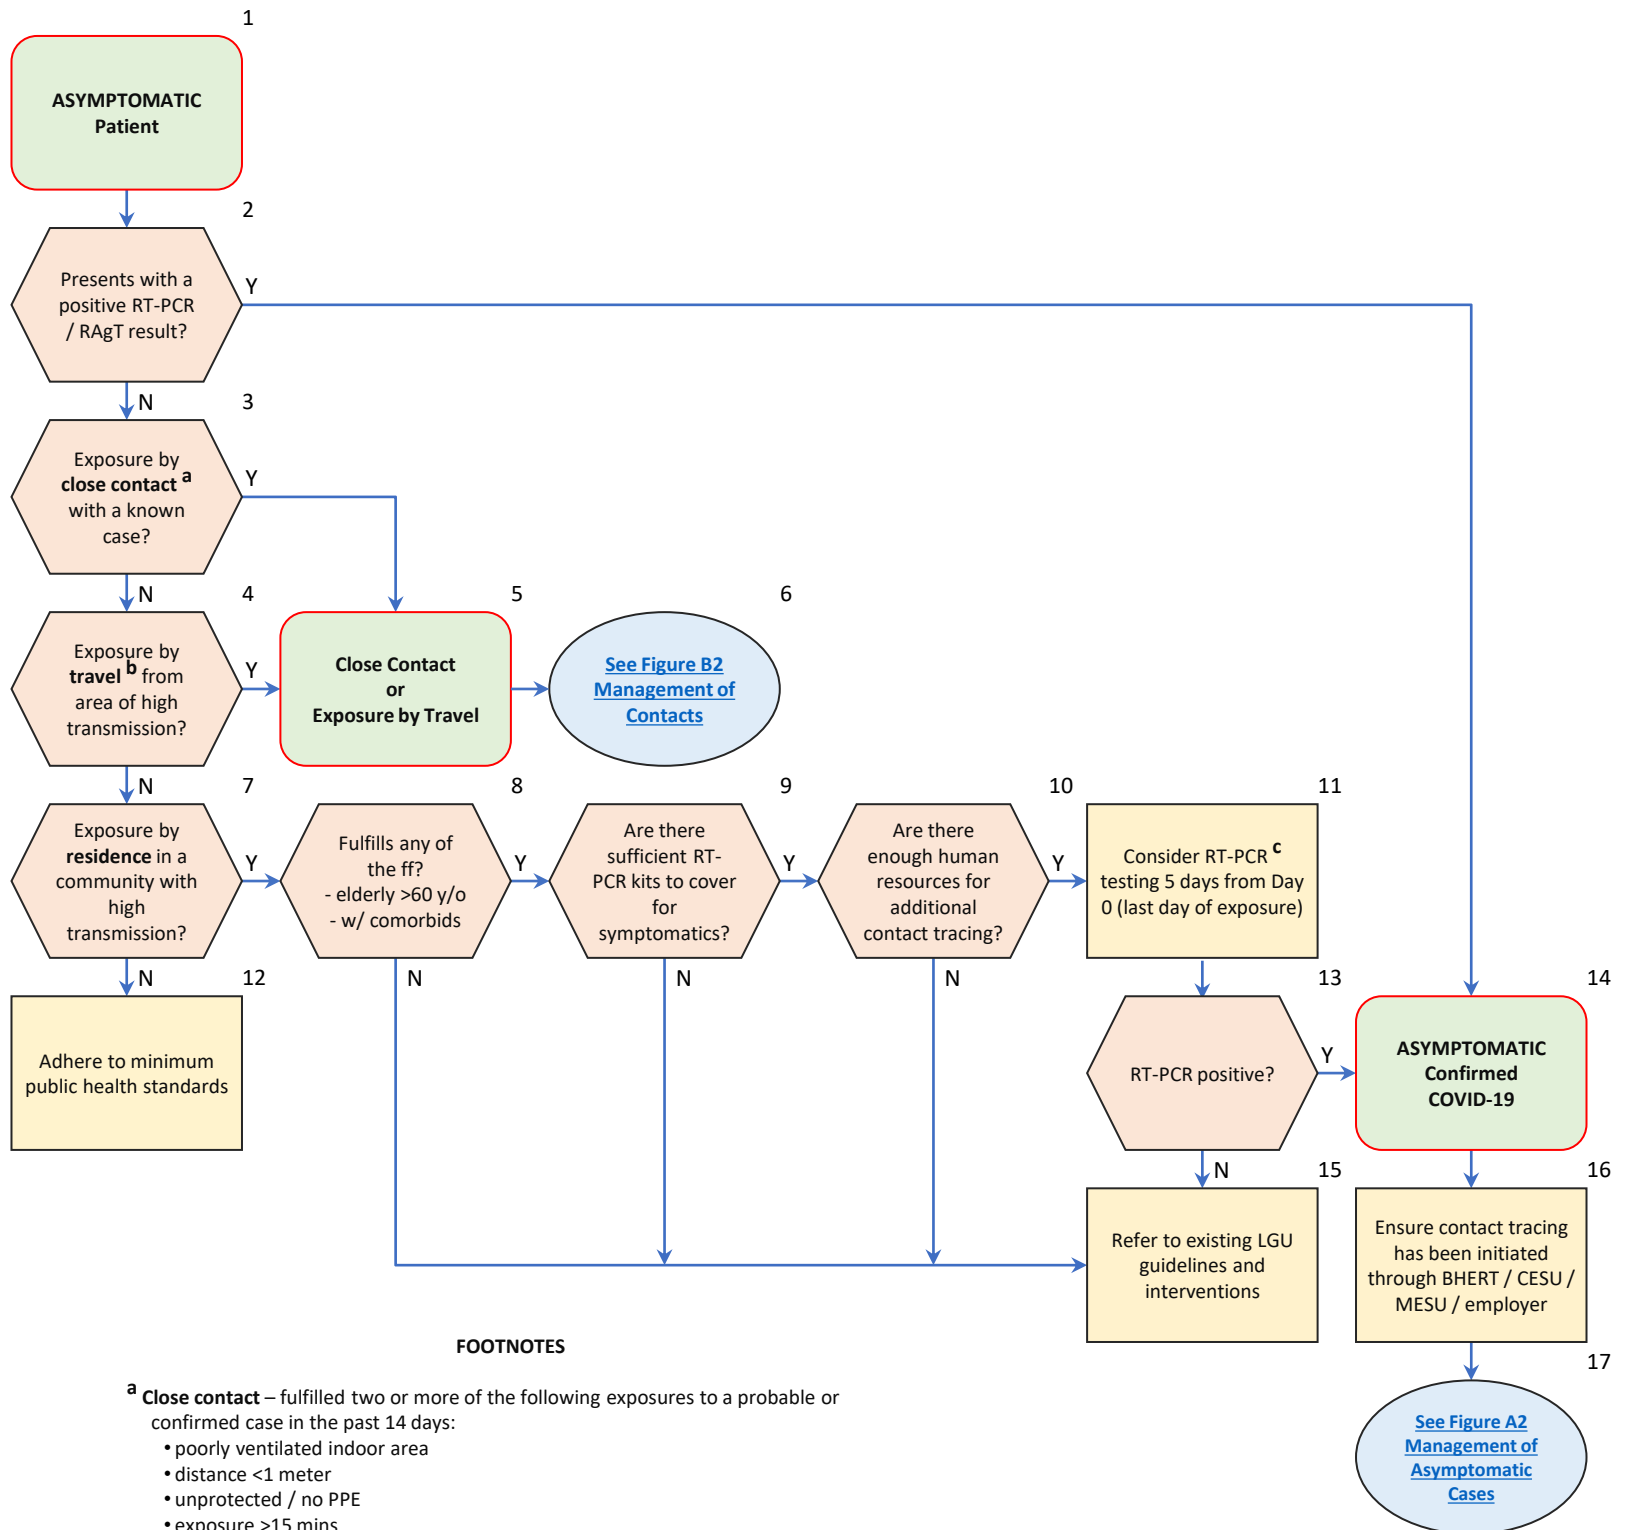 1
ASYMPTOMATIC
Patient
2
Presents with a
positive RT-PCR
/ RAgT result?
Y
N
3
Exposure by
close contact a
with a known
case?
Y
N
4
Exposure by
travel b from
area of high
transmission?
Y
N
5
Close Contact
or
Exposure by Travel
6
See Figure B2
Management of
Contacts
7
Exposure by
residence in a
community with
high
transmission?
Y
N
8
Fulfills any of
the ff?
- elderly >60 y/o
- w/ comorbids
Y
N
9
Are there
sufficient RT-
PCR kits to cover
for
symptomatics?
Y
N
10
Are there
enough human
resources for
additional
contact tracing?
Y
N
11
Consider RT-PCR c
testing 5 days from Day
0 (last day of exposure)
12
Adhere to minimum
public health standards
13
RT-PCR positive?
Y
N
14
ASYMPTOMATIC
Confirmed
COVID-19
15
Refer to existing LGU
guidelines and
interventions
16
Ensure contact tracing
has been initiated
through BHERT / CESU /
MESU / employer
17
See Figure A2
Management of
Asymptomatic
Cases
FOOTNOTES
a Close contact – fulfilled two or more of the following exposures to a probable or
confirmed case in the past 14 days:
• poorly ventilated indoor area
• distance <1 meter
• unprotected / no PPE
• exposure >15 mins